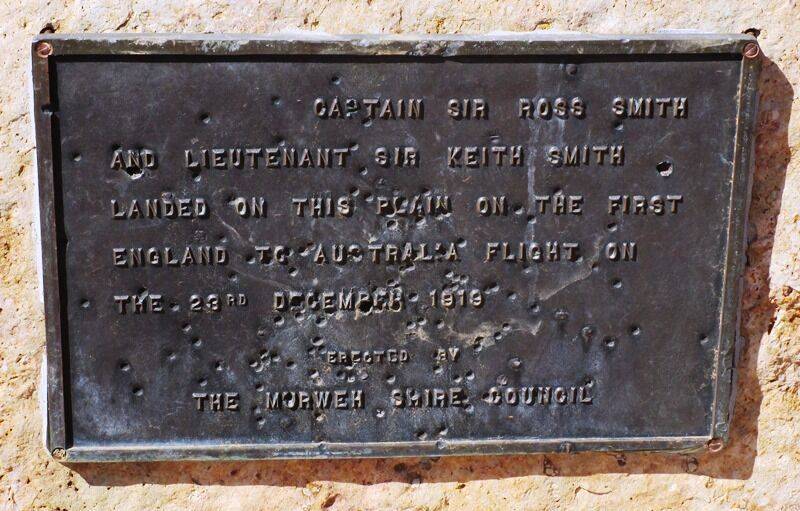 CAPTAIN SIR ROSS SMITH
AND LIEUTENANT SIR KEITH SMITH
LANDED ON THIS PLAIN ON THE FIRST
ENGLAND TO AUSTRALIA FLIGHT ON
THE 23RD DECEMBER 1919
ERECTED BY
THE MURWEH SHIRE COUNCIL